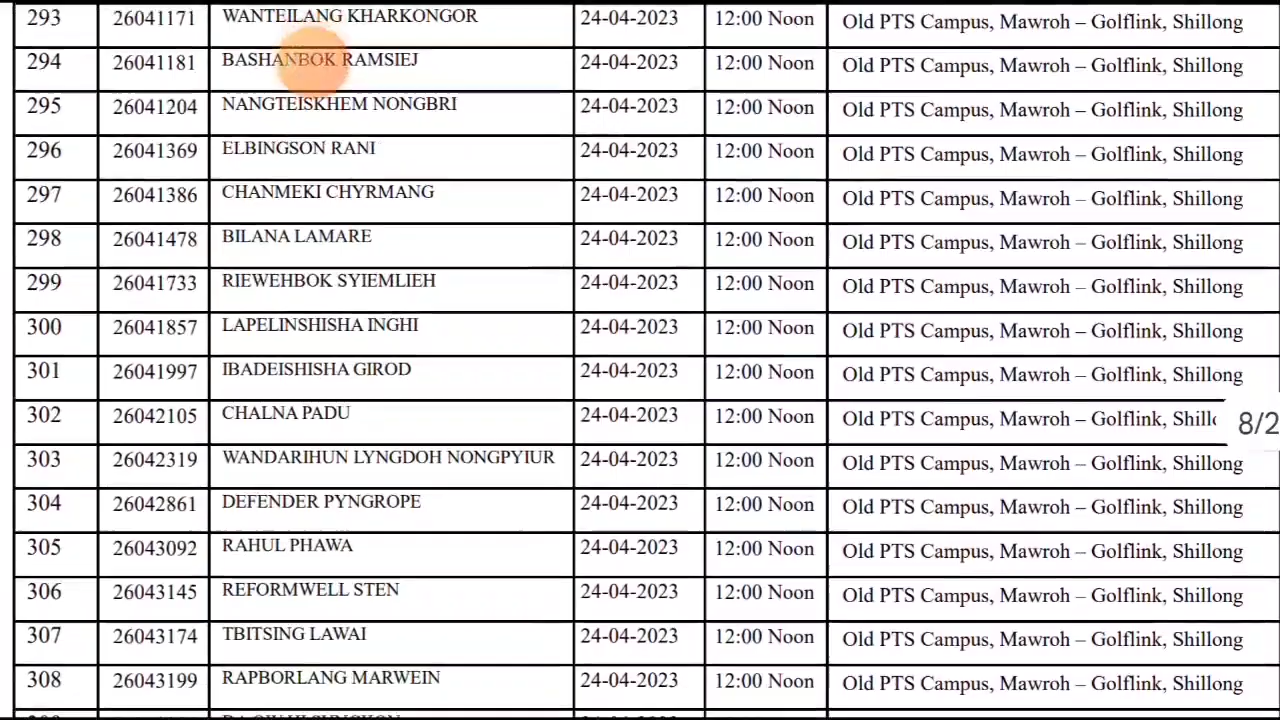 293 26041171 WANTEILANG KHARKONGOR 24-04-2023 12:00 Noon Old PTS Campus, Mawroh – Golflink, Shillong
294 26041181 BASHANBOK RAMSIEJ 24-04-2023 12:00 Noon Old PTS Campus, Mawroh – Golflink, Shillong
295 26041204 NANGTEISKHEM NONGBRI 24-04-2023 12:00 Noon Old PTS Campus, Mawroh – Golflink, Shillong
296 26041369 ELBINGSON RANI 24-04-2023 12:00 Noon Old PTS Campus, Mawroh – Golflink, Shillong
297 26041386 CHANMEKI CHYRMANG 24-04-2023 12:00 Noon Old PTS Campus, Mawroh – Golflink, Shillong
298 26041478 BILANA LAMARE 24-04-2023 12:00 Noon Old PTS Campus, Mawroh – Golflink, Shillong
299 26041733 RIEWEHBOK SYIEMLIEH 24-04-2023 12:00 Noon Old PTS Campus, Mawroh – Golflink, Shillong
300 26041857 LAPELINSHISHA INGHI 24-04-2023 12:00 Noon Old PTS Campus, Mawroh – Golflink, Shillong
301 26041997 IBADEISHISHA GIROD 24-04-2023 12:00 Noon Old PTS Campus, Mawroh – Golflink, Shillong
302 26042105 CHALNA PADU 24-04-2023 12:00 Noon Old PTS Campus, Mawroh – Golflink, Shill
8/2
303 26042319 WANDARIHUN LYNGDOH NONGPYIUR 24-04-2023 12:00 Noon Old PTS Campus, Mawroh – Golflink, Shillong
304 26042861 DEFENDER PYNGROPE 24-04-2023 12:00 Noon Old PTS Campus, Mawroh – Golflink, Shillong
305 26043092 RAHUL PHAWA 24-04-2023 12:00 Noon Old PTS Campus, Mawroh – Golflink, Shillong
306 26043145 REFORMWELL STEN 24-04-2023 12:00 Noon Old PTS Campus, Mawroh – Golflink, Shillong
307 26043174 TBITSING LAWAI 24-04-2023 12:00 Noon Old PTS Campus, Mawroh – Golflink, Shillong
308 26043199 RAPBORLANG MARWEIN 24-04-2023 12:00 Noon Old PTS Campus, Mawroh – Golflink, Shillong